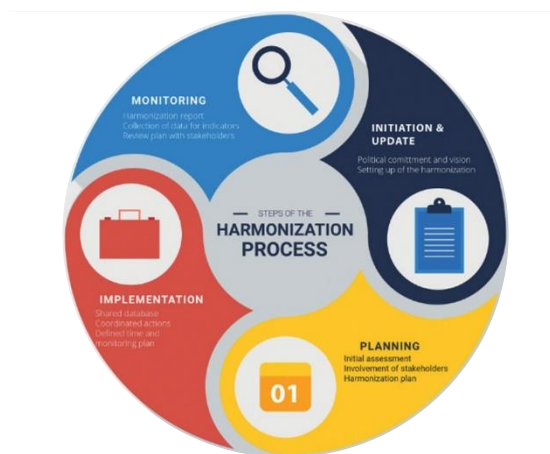 STEPS OF THE
HARMONIZATION
PROCESS
INITIATION &
UPDATE
Political comittment and vision
Setting up of the harmonization
PLANNING
Initial assessment
Involvement of stakeholders
Harmonization plan
01
IMPLEMENTATION
Shared database
Coordinated actions
Defined time and
monitoring plan
MONITORING
Harmonization report
Collection of data for indicators
Review plan with stakeholders